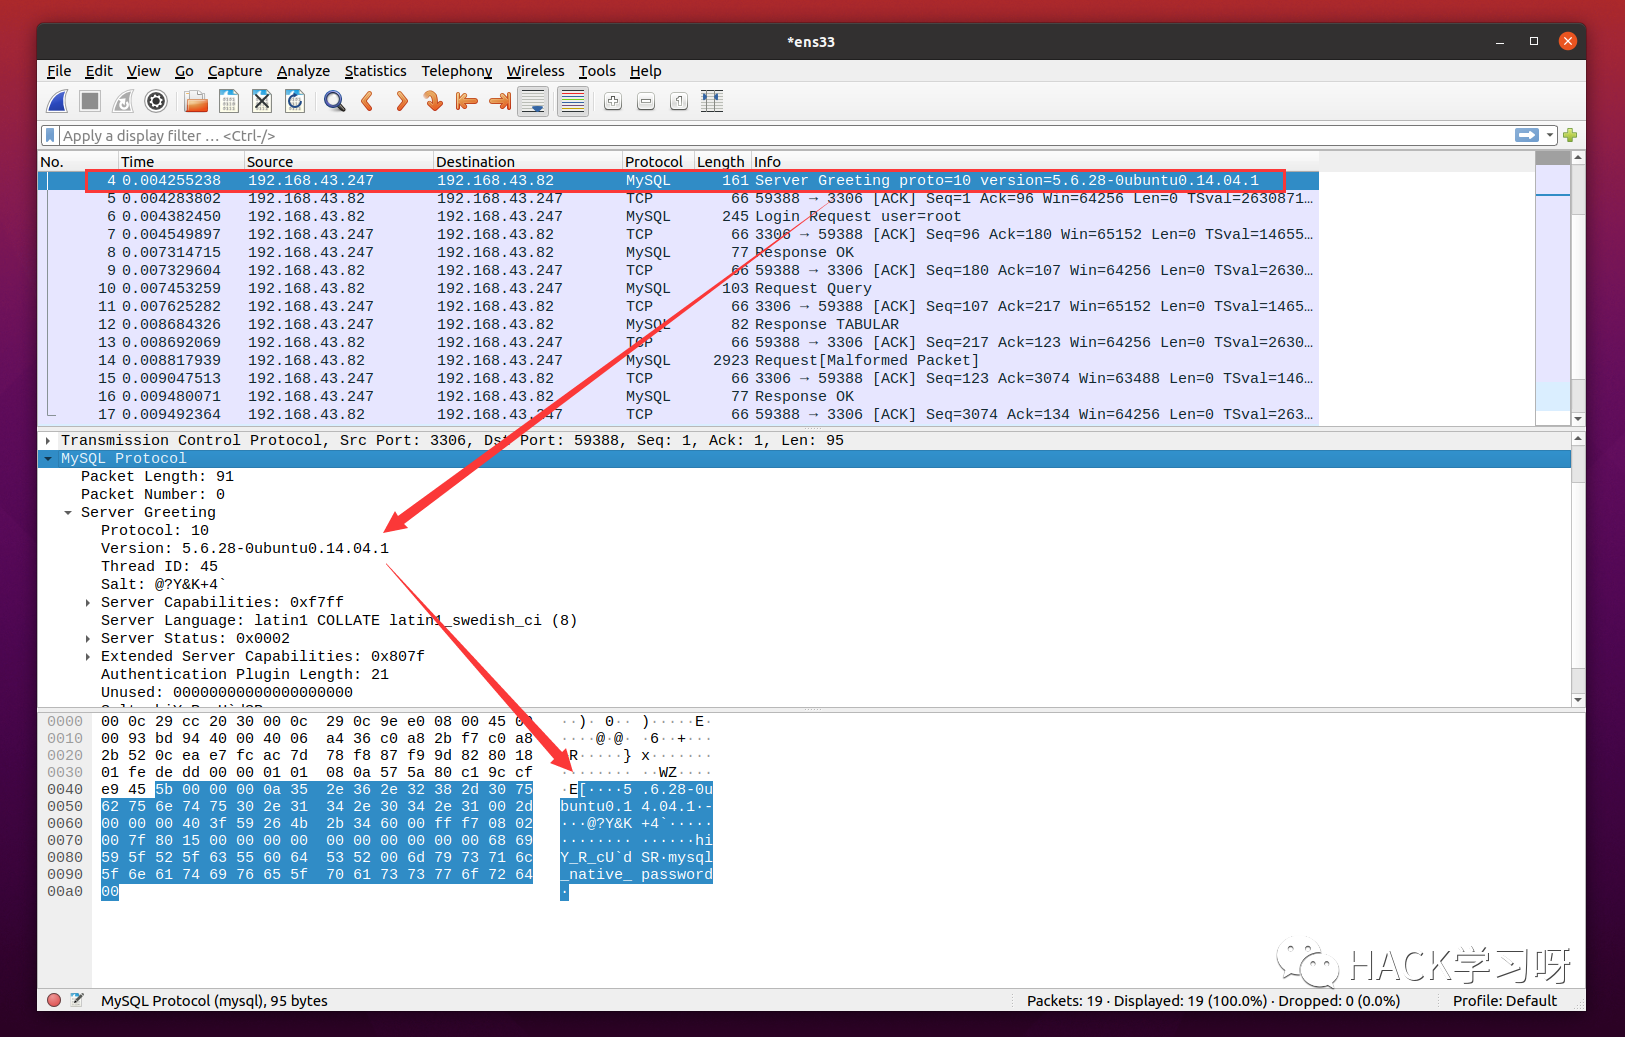 *ens33
File Edit View Go Capture Analyze Statistics Telephony Wireless Tools Help
Apply a display filter … <Ctrl-/>
No. Time Source Destination Protocol Length Info
4 0.004255238 192.168.43.247 192.168.43.82 MySQL 161 Server Greeting proto=10 version=5.6.28-0ubuntu0.14.04.1
5 0.004283802 192.168.43.82 192.168.43.247 TCP 66 59388 → 3306 [ACK] Seq=1 Ack=96 Win=64256 Len=0 TSval=2630871…
6 0.004382450 192.168.43.82 192.168.43.247 MySQL 245 Login Request user=root
7 0.004549897 192.168.43.247 192.168.43.82 TCP 66 3306 → 59388 [ACK] Seq=96 Ack=180 Win=65152 Len=0 TSval=14655…
8 0.007314715 192.168.43.247 192.168.43.82 MySQL 77 Response OK
9 0.007329604 192.168.43.82 192.168.43.247 TCP 66 59388 → 3306 [ACK] Seq=180 Ack=107 Win=64256 Len=0 TSval=2630…
10 0.007453259 192.168.43.82 192.168.43.247 MySQL 103 Request Query
11 0.007625282 192.168.43.247 192.168.43.82 TCP 66 3306 → 59388 [ACK] Seq=107 Ack=217 Win=65152 Len=0 TSval=1465…
12 0.008684326 192.168.43.247 192.168.43.82 MySQL 82 Response TABULAR
13 0.008692069 192.168.43.82 192.168.43.247 TCP 66 59388 → 3306 [ACK] Seq=217 Ack=123 Win=64256 Len=0 TSval=2630…
14 0.008817939 192.168.43.82 192.168.43.247 MySQL 2923 Request[Malformed Packet]
15 0.009047513 192.168.43.247 192.168.43.82 TCP 66 3306 → 59388 [ACK] Seq=123 Ack=3074 Win=63488 Len=0 TSval=146…
16 0.009480071 192.168.43.247 192.168.43.82 MySQL 77 Response OK
17 0.009492364 192.168.43.82 192.168.43.247 TCP 66 59388 → 3306 [ACK] Seq=3074 Ack=134 Win=64256 Len=0 TSval=263…
Transmission Control Protocol, Src Port: 3306, Dst Port: 59388, Seq: 1, Ack: 1, Len: 95
MySQL Protocol
Packet Length: 91
Packet Number: 0
Server Greeting
Protocol: 10
Version: 5.6.28-0ubuntu0.14.04.1
Thread ID: 45
Salt: @?Y&K+4`
Server Capabilities: 0xf7ff
Server Language: latin1 COLLATE latin1_swedish_ci (8)
Server Status: 0x0002
Extended Server Capabilities: 0x807f
Authentication Plugin Length: 21
Unused: 00000000000000000000
0000 00 0c 29 cc 20 30 00 0c 29 0c 9e e0 08 00 45 00 ··)· 0·· )·····E·
0010 00 93 bd 94 40 00 40 06 a4 36 c0 a8 2b f7 c0 a8 ····@·@· ·6··+···
0020 2b 52 0c ea e7 fc ac 7d 78 f8 87 f9 9d 82 80 18 R·····} x·······
0030 01 fe de dd 00 00 01 01 08 0a 57 5a 80 c1 9c cf ········ ··WZ····
0040 e9 45 5b 00 00 00 0a 35 2e 36 2e 32 38 2d 30 75 ·E[····5 .6.28-0u
0050 62 75 6e 74 75 30 2e 31 34 2e 30 34 2e 31 00 2d buntu0.1 4.04.1·-
0060 00 00 00 40 3f 59 26 4b 2b 34 60 00 ff f7 08 02 ···@?Y&K +4`·····
0070 00 7f 80 15 00 00 00 00 00 00 00 00 00 00 68 69 ········ ······hi
0080 59 5f 52 5f 63 55 60 64 53 52 00 6d 79 73 71 6c Y_R_cU`d SR·mysql
0090 5f 6e 61 74 69 76 65 5f 70 61 73 73 77 6f 72 64 _native_ password
00a0 00 ·
HACK学习呀
MySQL Protocol (mysql), 95 bytes Packets: 19 · Displayed: 19 (100.0%) · Dropped: 0 (0.0%) Profile: Default